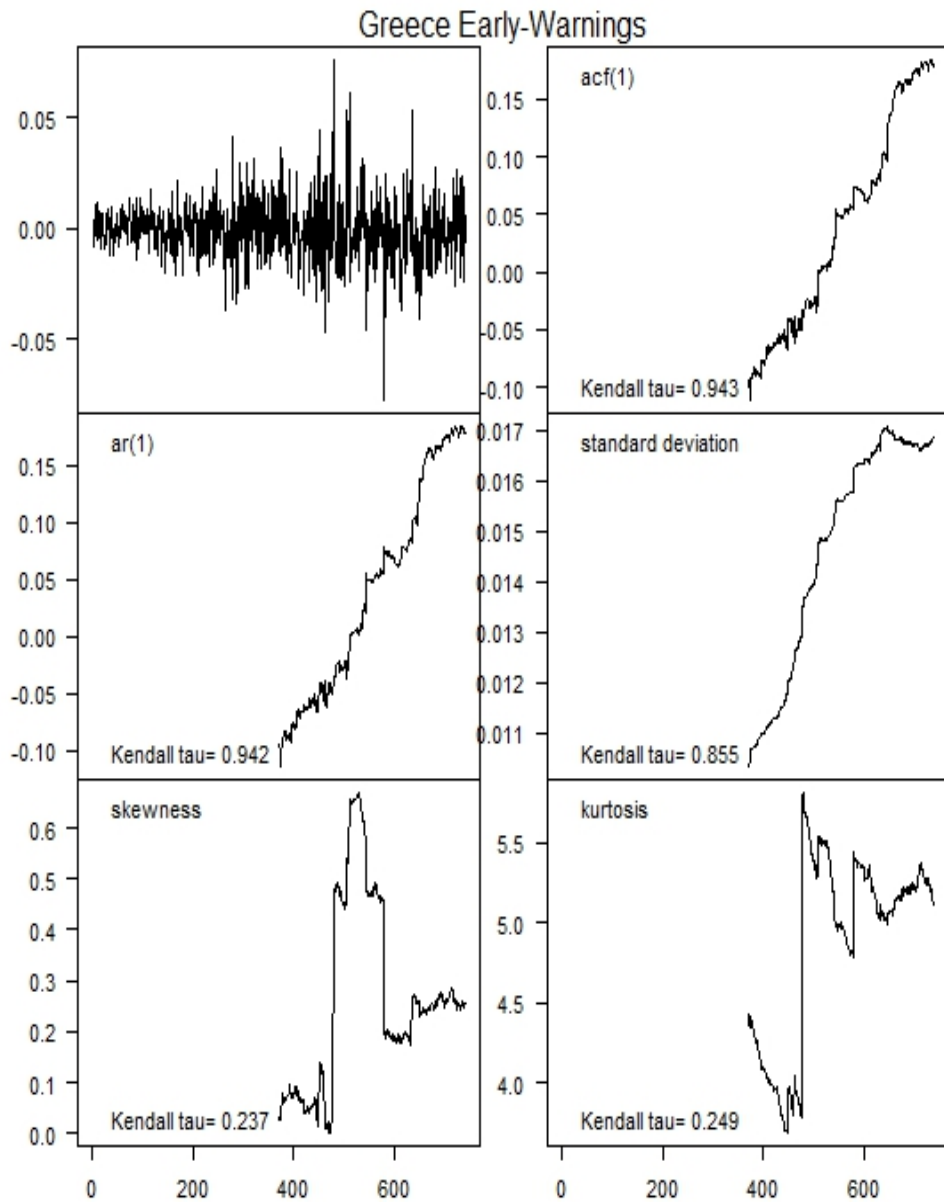 Greece Early-Warnings
0.05
0.00
-0.05
acf(1)
0.15
0.10
0.05
0.00
-0.05
-0.10
Kendall tau= 0.943
ar(1)
0.15
0.10
0.05
0.00
-0.05
-0.10
Kendall tau= 0.942
standard deviation
0.017
0.016
0.015
0.014
0.013
0.012
0.011
Kendall tau= 0.855
skewness
0.6
0.5
0.4
0.3
0.2
0.1
0.0
Kendall tau= 0.237
0 200 400 600
kurtosis
5.5
5.0
4.5
4.0
Kendall tau= 0.249
0 200 400 600